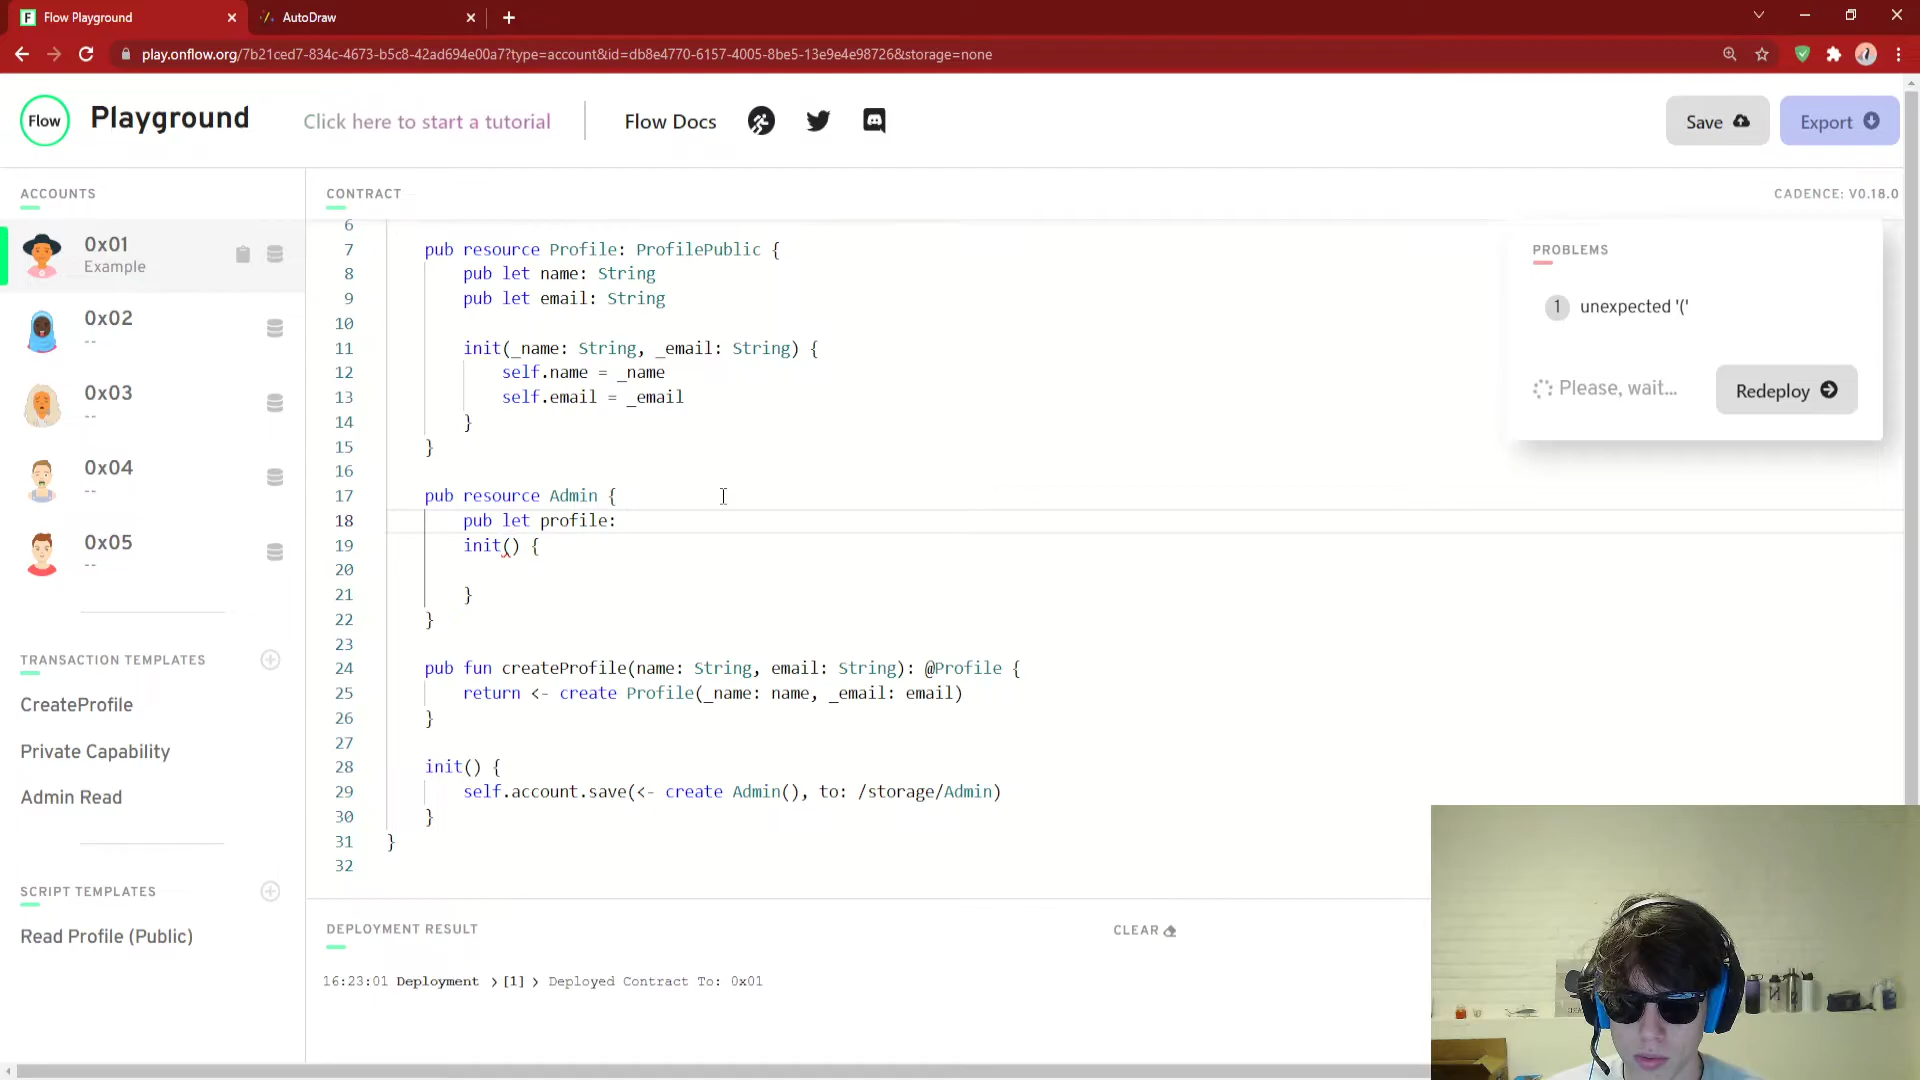 Flow Playground
AutoDraw
play.onflow.org/7b21ced7-834c-4673-b5c8-42ad694e00a7?type=account&id=db8e4770-6157-4005-8be5-13e9e4e98726&storage=none
Flow
Playground
Click here to start a tutorial
Flow Docs
Save
Export
ACCOUNTS
CONTRACT
CADENCE: V0.18.0
0x01
Example
0x02
--
0x03
--
0x04
--
0x05
--
TRANSACTION TEMPLATES
CreateProfile
Private Capability
Admin Read
SCRIPT TEMPLATES
Read Profile (Public)
6
7 pub resource Profile: ProfilePublic {
8 pub let name: String
9 pub let email: String
10
11 init(_name: String, _email: String) {
12 self.name = _name
13 self.email = _email
14 }
15 }
16
17 pub resource Admin {
18 pub let profile:
19 init() {
20
21 }
22 }
23
24 pub fun createProfile(name: String, email: String): @Profile {
25 return <- create Profile(_name: name, _email: email)
26 }
27
28 init() {
29 self.account.save(<- create Admin(), to: /storage/Admin)
30 }
31 }
32
PROBLEMS
1 unexpected '('
Please, wait...
Redeploy
DEPLOYMENT RESULT
CLEAR
16:23:01 Deployment > [1] > Deployed Contract To: 0x01